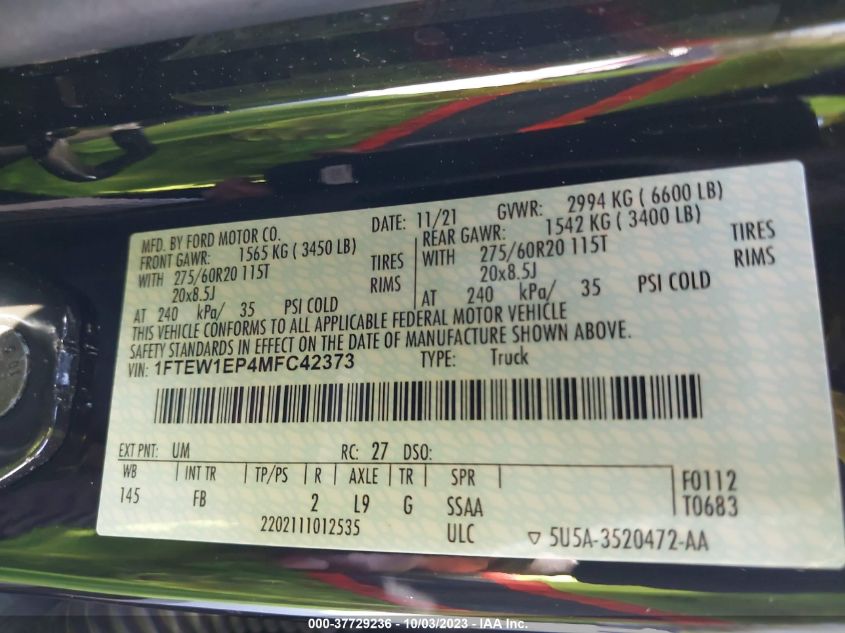 MFD. BY FORD MOTOR CO. DATE: 11/21 GVWR: 2994 KG ( 6600 LB)
FRONT GAWR: 1565 KG ( 3450 LB) REAR GAWR: 1542 KG ( 3400 LB)
WITH 275/60R20 115T TIRES WITH 275/60R20 115T TIRES
20x8.5J RIMS 20x8.5J RIMS
AT 240 kPa/ 35 PSI COLD AT 240 kPa/ 35 PSI COLD
THIS VEHICLE CONFORMS TO ALL APPLICABLE FEDERAL MOTOR VEHICLE
SAFETY STANDARDS IN EFFECT ON THE DATE OF MANUFACTURE SHOWN ABOVE.
VIN: 1FTEW1EP4MFC42373 TYPE: Truck
EXT PNT: UM RC: 27 DSO:
WB INT TR TP/PS R AXLE TR SPR F0112
145 FB 2 L9 G SSAA T0683
2202111012535 ULC ▽ 5U5A-3520472-AA
000-37729236 - 10/03/2023 - IAA Inc.